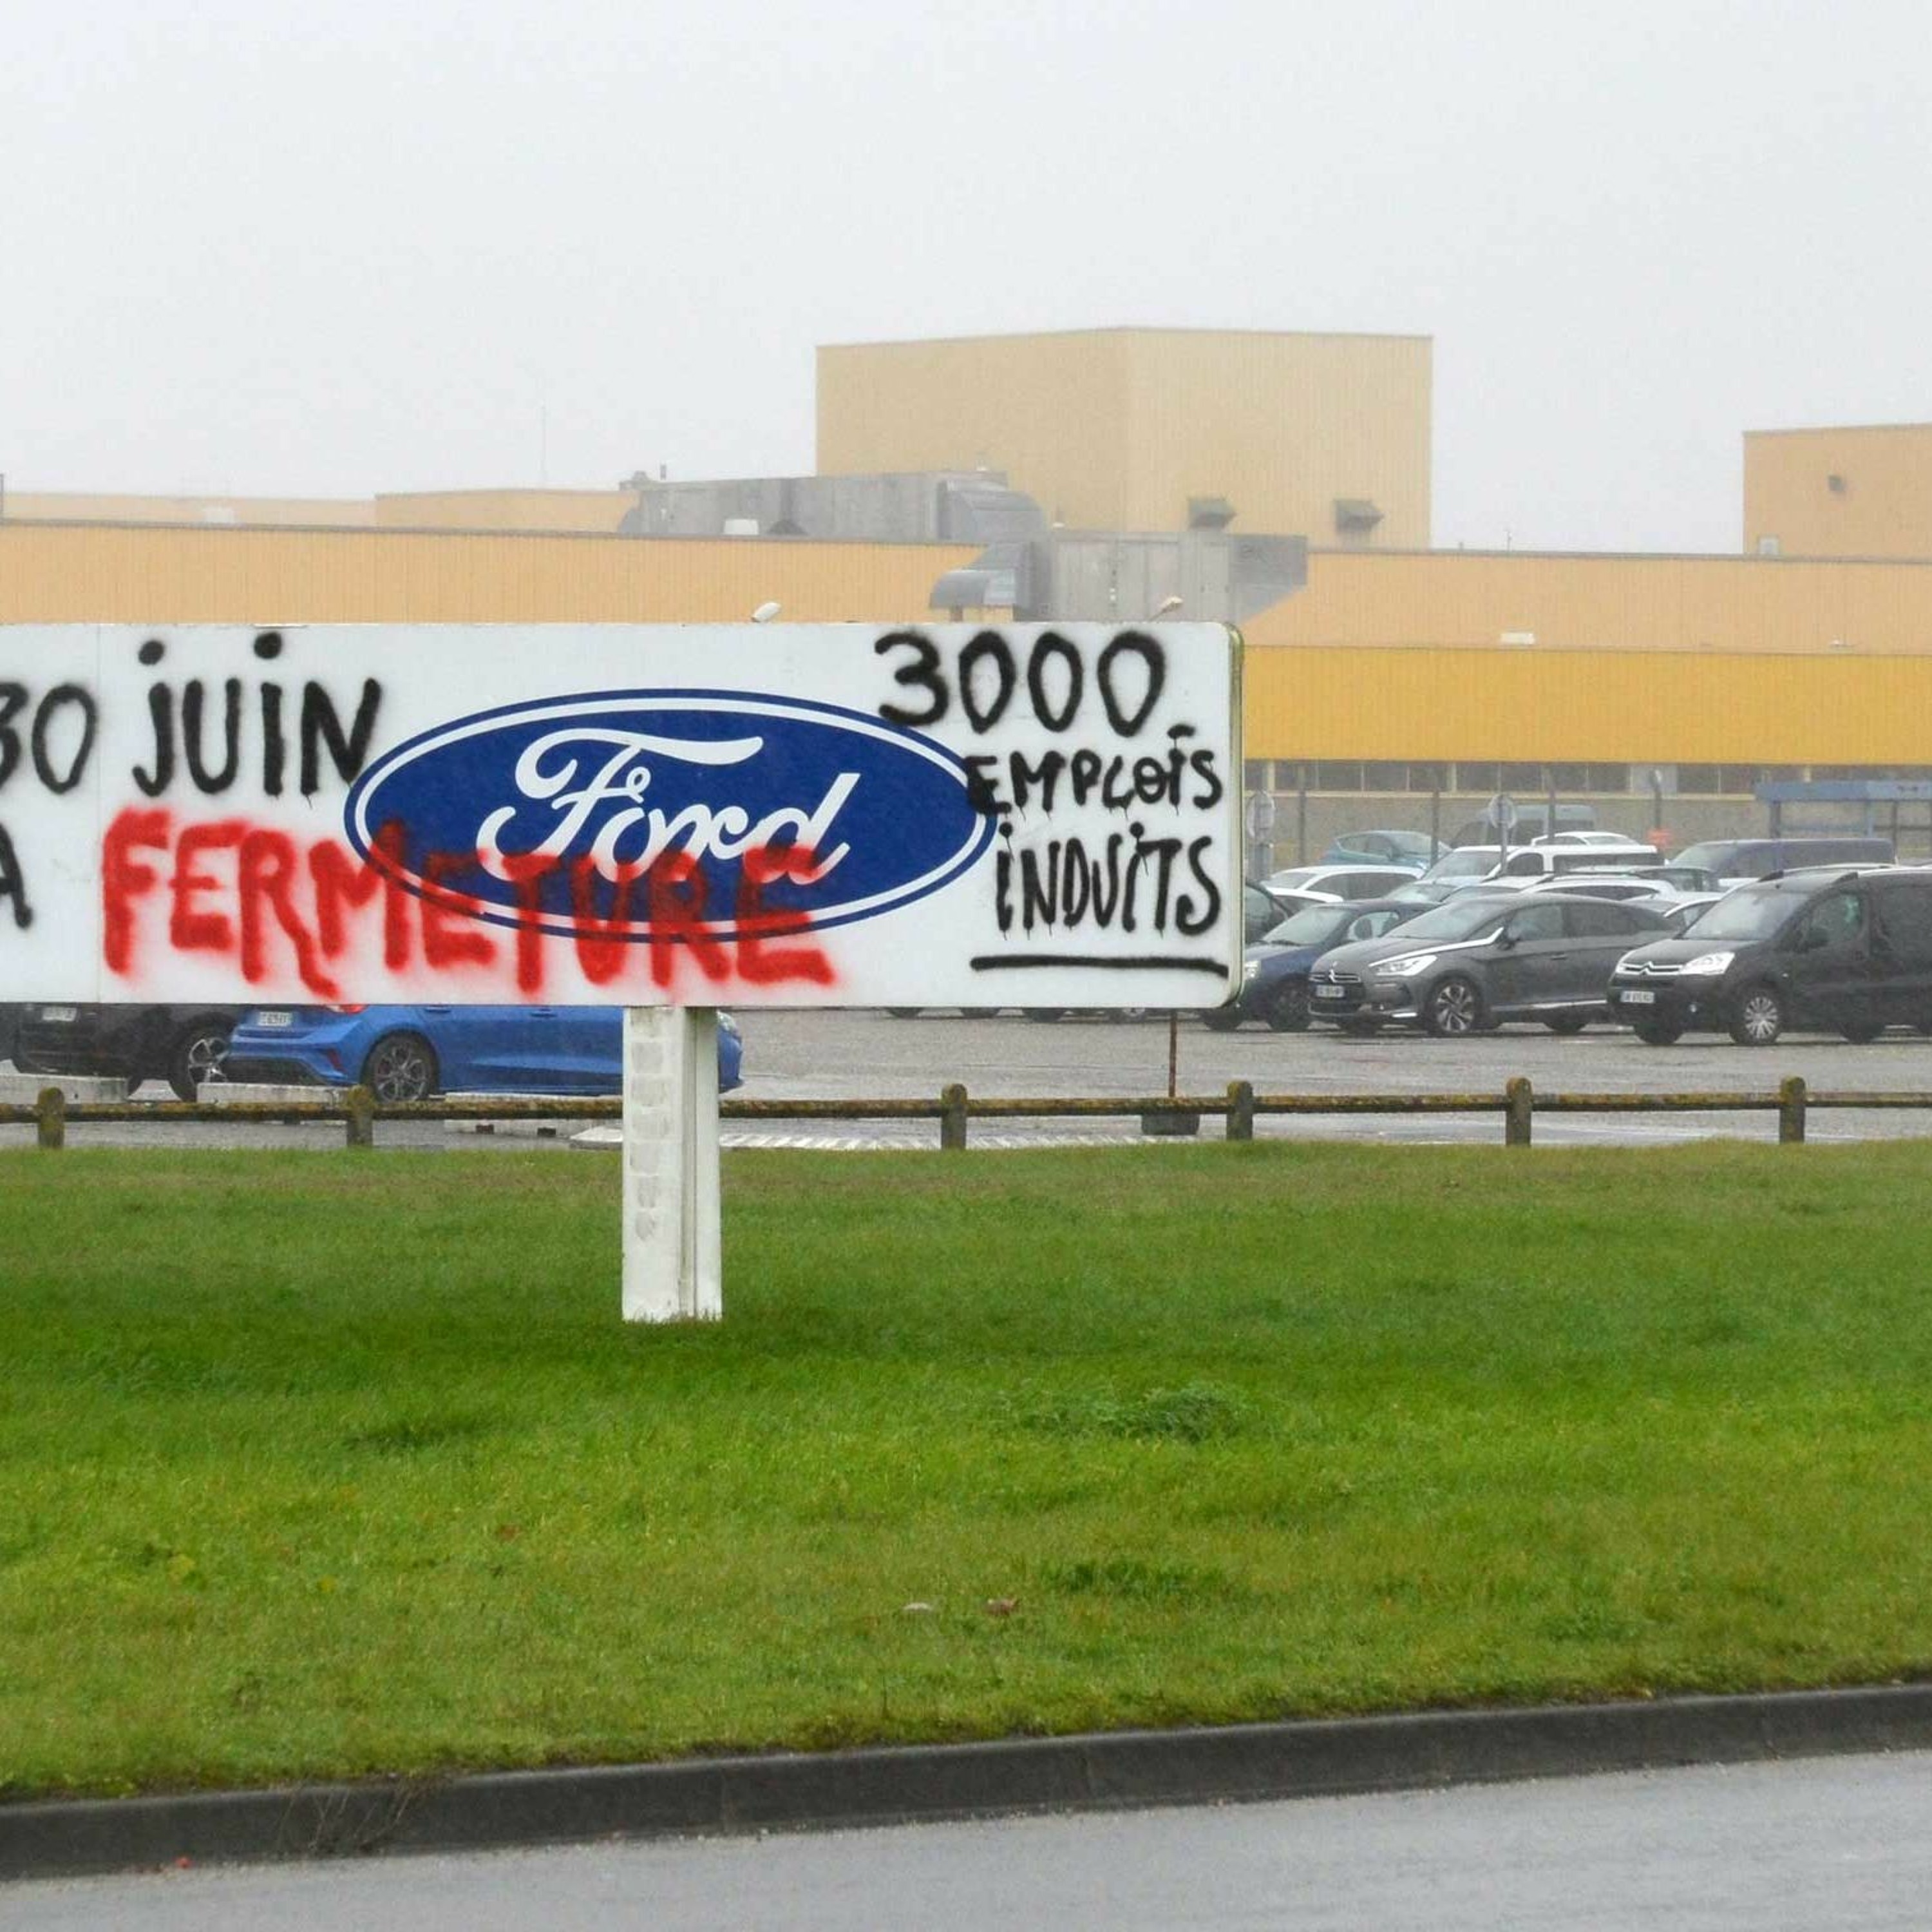 30 JUIN
A FERMETURE
Ford
3000
EMPLOIS
INDUITS